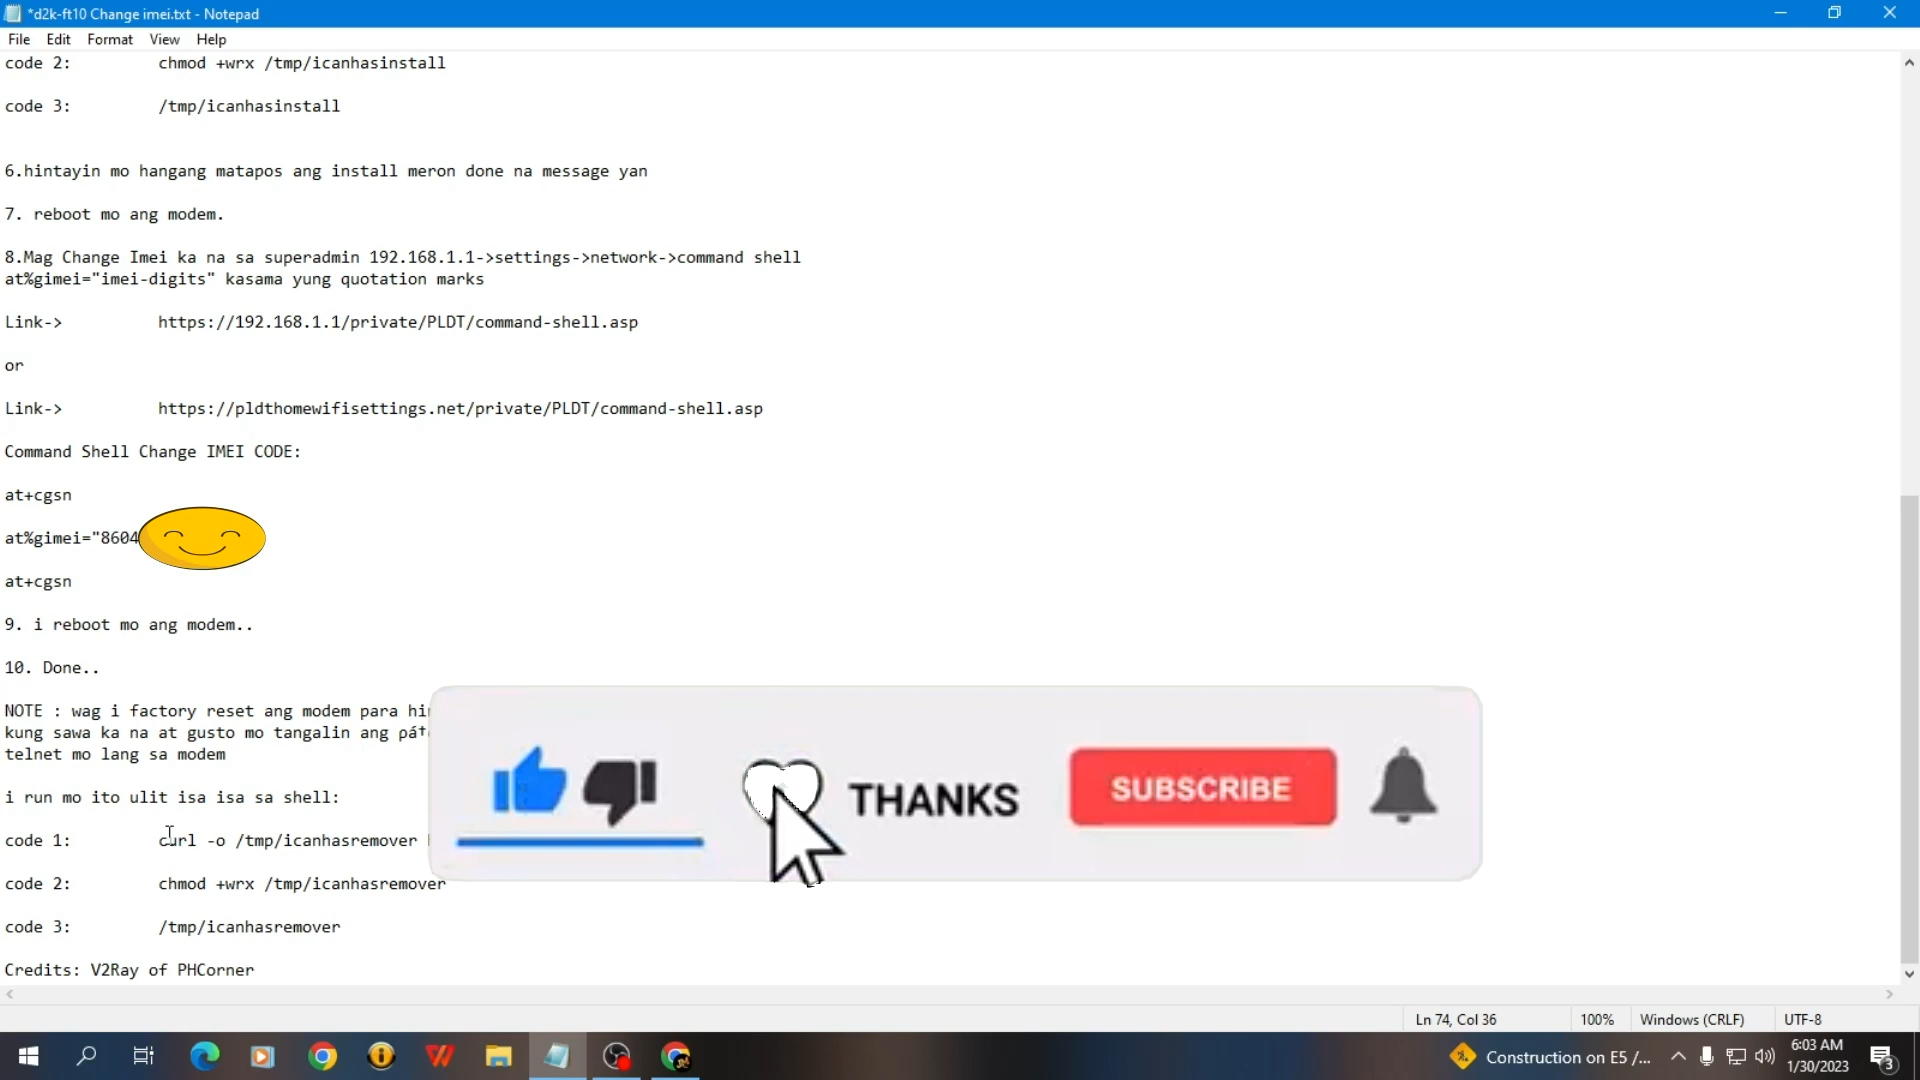 *d2k-ft10 Change imei.txt - Notepad
File Edit Format View Help
code 2: chmod +wrx /tmp/icanhasinstall
code 3: /tmp/icanhasinstall
6.hintayin mo hangang matapos ang install meron done na message yan
7. reboot mo ang modem.
8.Mag Change Imei ka na sa superadmin 192.168.1.1->settings->network->command shell
at%gimei="imei-digits" kasama yung quotation marks
Link-> https://192.168.1.1/private/PLDT/command-shell.asp
or
Link-> https://pldthomewifisettings.net/private/PLDT/command-shell.asp
Command Shell Change IMEI CODE:
at+cgsn
at%gimei="8604
at+cgsn
9. i reboot mo ang modem..
10. Done..
NOTE : wag i factory reset ang modem para
kung sawa ka na at gusto mo tangalin ang
telnet mo lang sa modem
i run mo ito ulit isa isa sa shell:
code 1: curl -o /tmp/icanhasremover
code 2: chmod +wrx /tmp/icanhasremover
code 3: /tmp/icanhasremover
Credits: V2Ray of PHCorner
THANKS
SUBSCRIBE
Ln 74, Col 36 100% Windows (CRLF) UTF-8
Construction on E5 /...
6:03 AM
1/30/2023
3